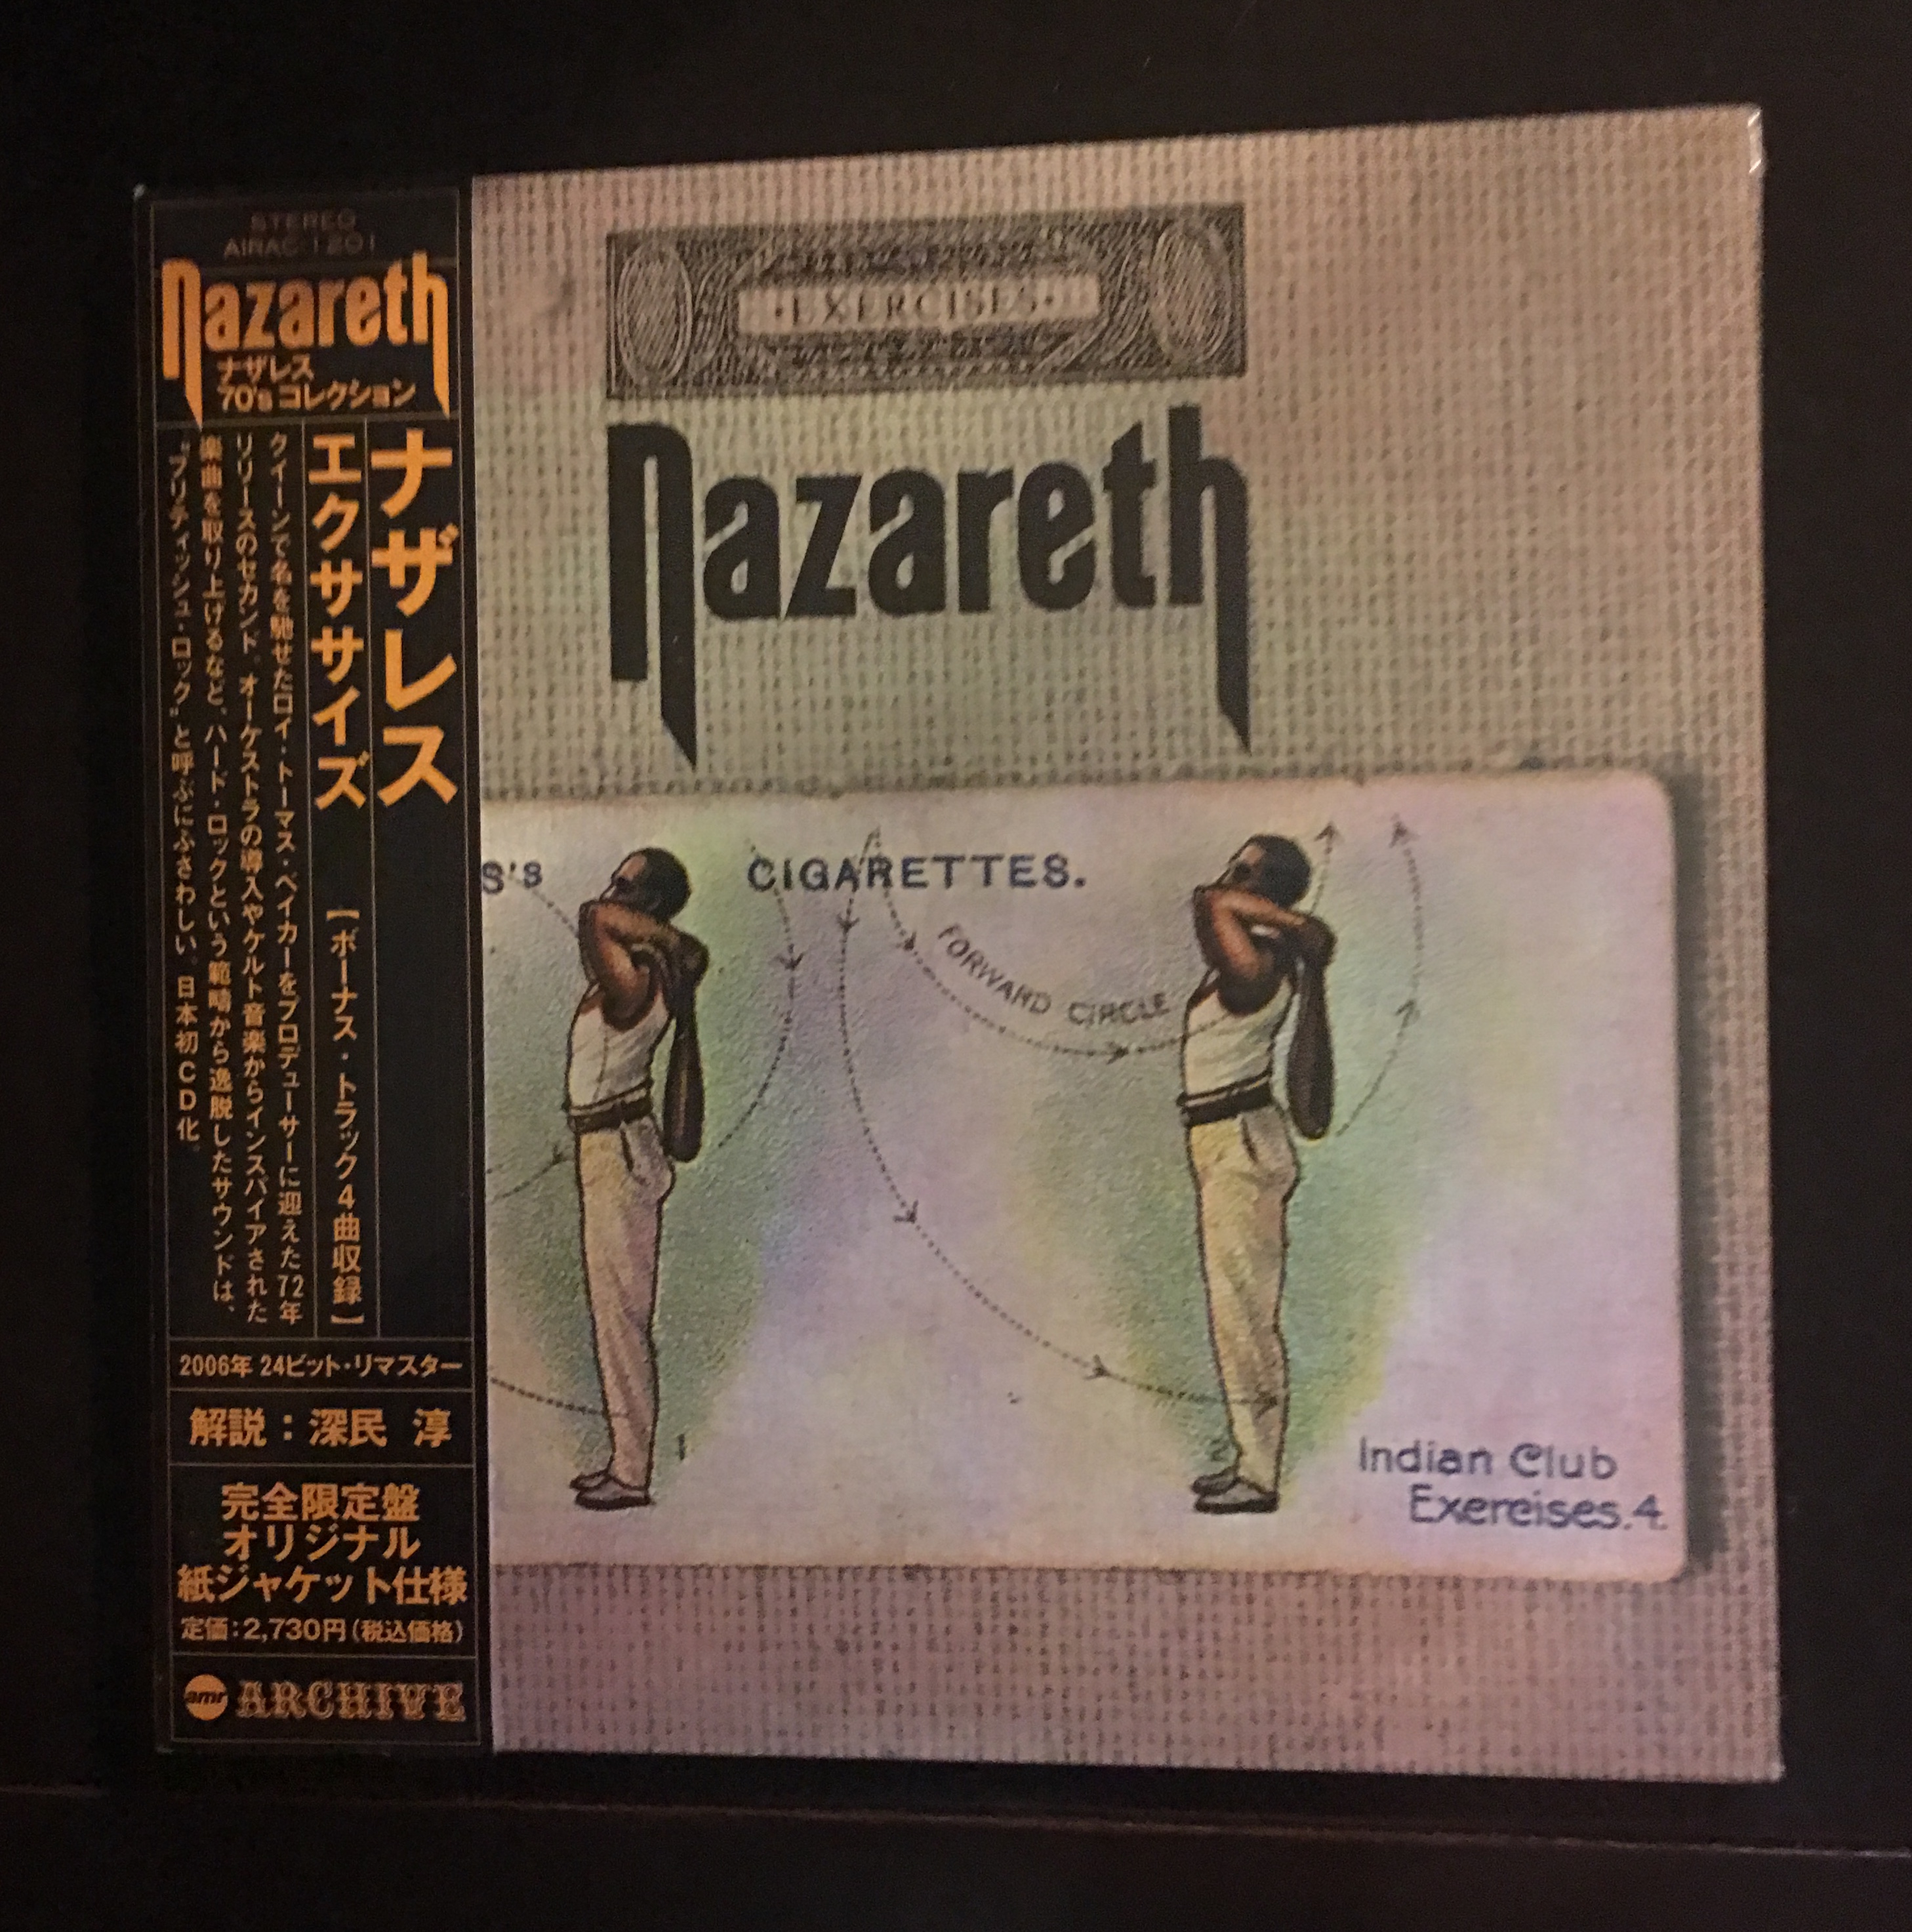 STEREO
AIRAC-1201
nazareth
ナザレス
70's コレクション
ナザレス
エクササイズ
【ボーナス・トラック4曲収録】
クイーンで名を馳せたロイ・トーマス・ベイカーをプロデューサーに迎えた72年
リリースのセカンド。オーケストラの導入やケルト音楽からインスパイアされた
楽曲を取り上げるなど、ハード・ロックという範疇から逸脱したサウンドは、
“ブリティッシュ・ロック”と呼ぶにふさわしい。日本初CD化。
2006年 24ビット・リマスター
解説：深民 淳
完全限定盤
オリジナル
紙ジャケット仕様
定価：2,730円（税込価格）
amr ARCHIVE
·EXERCISES·
nazareth
S'S CIGARETTES.
FORWARD CIRCLE
1
2
Indian Club
Exercises.4.